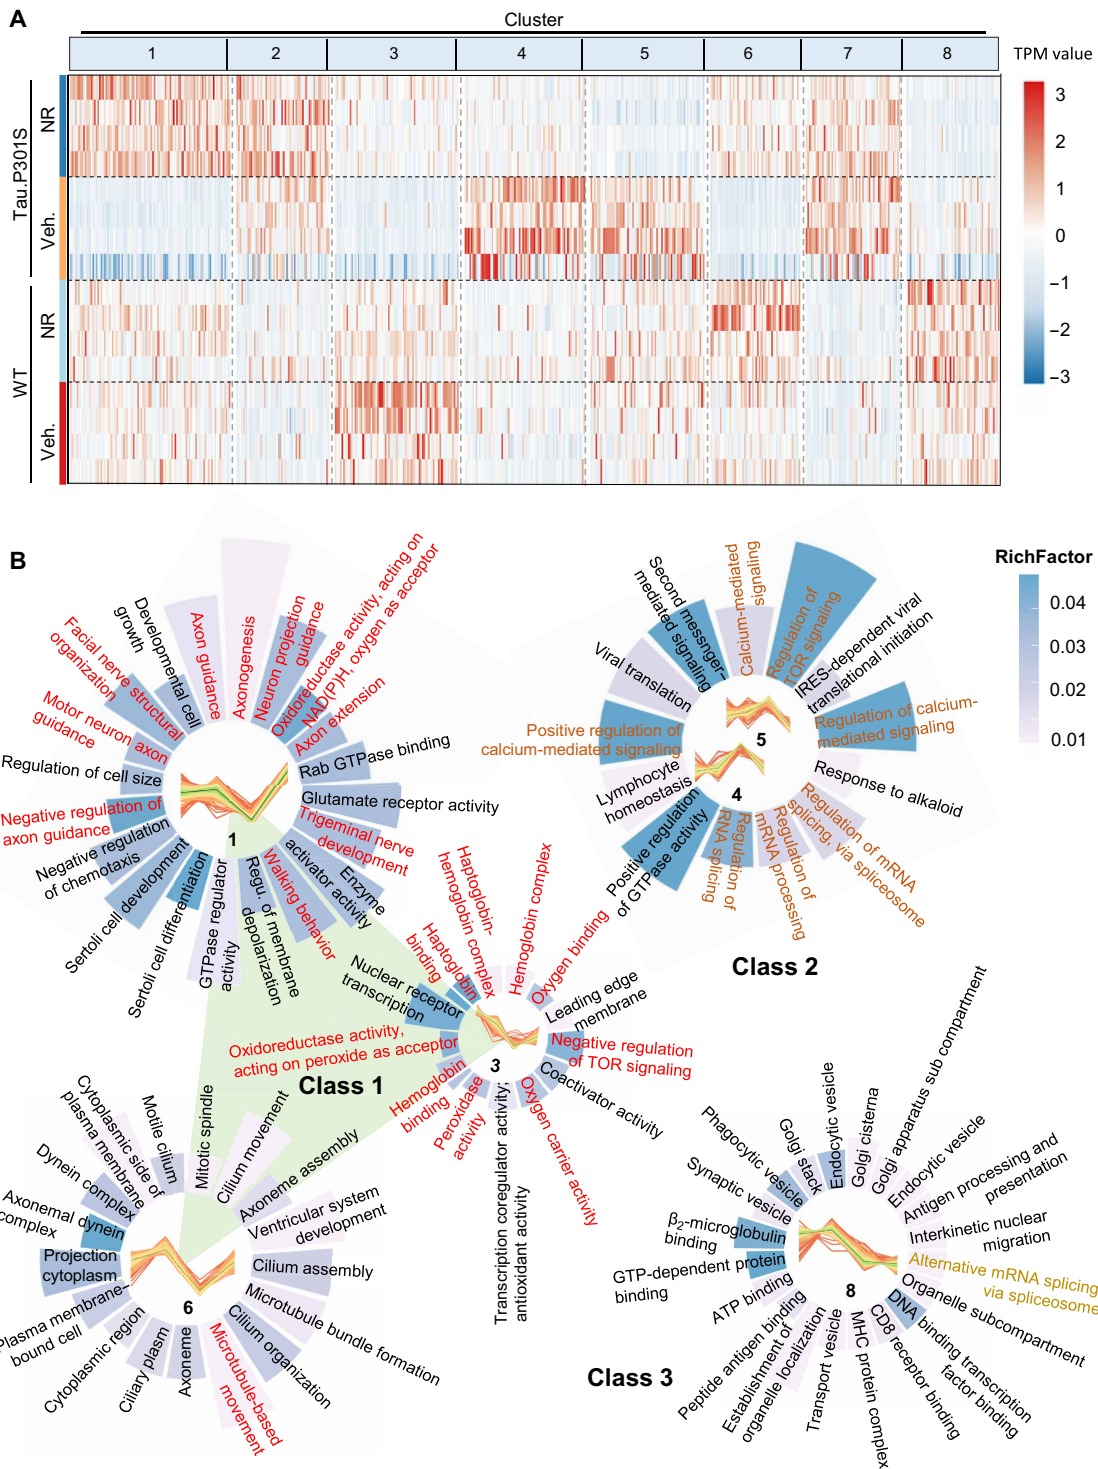 A
Cluster
1
2
3
4
5
6
7
8
TPM value
3
2
1
0
−1
−2
−3
Tau.P301S
NR
Veh.
WT
NR
Veh.
B
RichFactor
0.04
0.03
0.02
0.01
Developmental cell
growth
Axon guidance
Axonogenesis
Neuron projection
guidance
Oxidoreductase activity, acting on
NAD(P)H, oxygen as acceptor
Axon extension
Rab GTPase binding
Glutamate receptor activity
Trigeminal nerve
development
Enzyme
activator activity
Walking behavior
Regu. of membrane
depolarization
GTPase regulator
activity
Sertoli cell differentiation
Sertoli cell development
Negative regulation
of chemotaxis
Negative regulation of
axon guidance
Regulation of cell size
Motor neuron axon
guidance
Facial nerve structural
organization
1
Second messnger–
mediated signaling
Calcium-mediated
signaling
Regulation of
TOR signaling
IRES-dependent viral
translational initiation
Regulation of calcium-
mediated signaling
Response to alkaloid
Regulation of mRNA
splicing, via spliceosome
Regulation of
mRNA processing
Regulation of
RNA splicing
Positive regulation
of GTPase activity
Lymphocyte
homeostasis
Positive regulation of
calcium-mediated signaling
Viral translation
5
4
Class 2
Haptoglobin-
hemoglobin complex
Hemoglobin complex
Oxygen binding
Leading edge
membrane
Negative regulation
of TOR signaling
Coactivator activity
Oxygen carrier activity
Transcription coregulator activity;
antioxidant activity
Peroxidase
activity
Hemoglobin
binding
Oxidoreductase activity,
acting on peroxide as acceptor
Nuclear receptor
transcription
Haptoglobin
binding
3
Class 1
Cytoplasmic side of
plasma membrane
Motile cilium
Mitotic spindle
Cilium movement
Axoneme assembly
Ventricular system
development
Cilium assembly
Microtubule bundle formation
Cilium organization
Microtubule-based
movement
Axoneme
Ciliary plasm
Cytoplasmic region
Plasma membrane–
bound cell
Projection
cytoplasm
Axonemal dynein
complex
Dynein complex
6
Phagocytic vesicle
Golgi stack
Endocytic vesicle
Golgi cisterna
Golgi apparatus sub compartment
Endocytic vesicle
Antigen processing and
presentation
Interkinetic nuclear
migration
Alternative mRNA splicing,
via spliceosome
Organelle subcompartment
DNA binding transcription
factor binding
CD8 receptor binding
MHC protein complex
Transport vesicle
Establishment of
organelle localization
Peptide antigen binding
ATP binding
GTP-dependent protein
binding
β2-microglobulin
binding
Synaptic vesicle
8
Class 3